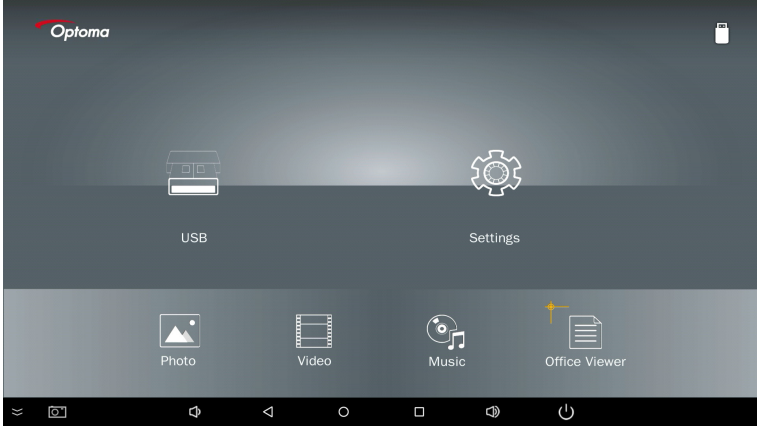 Optoma
USB
Settings
Photo
Video
Music
Office Viewer